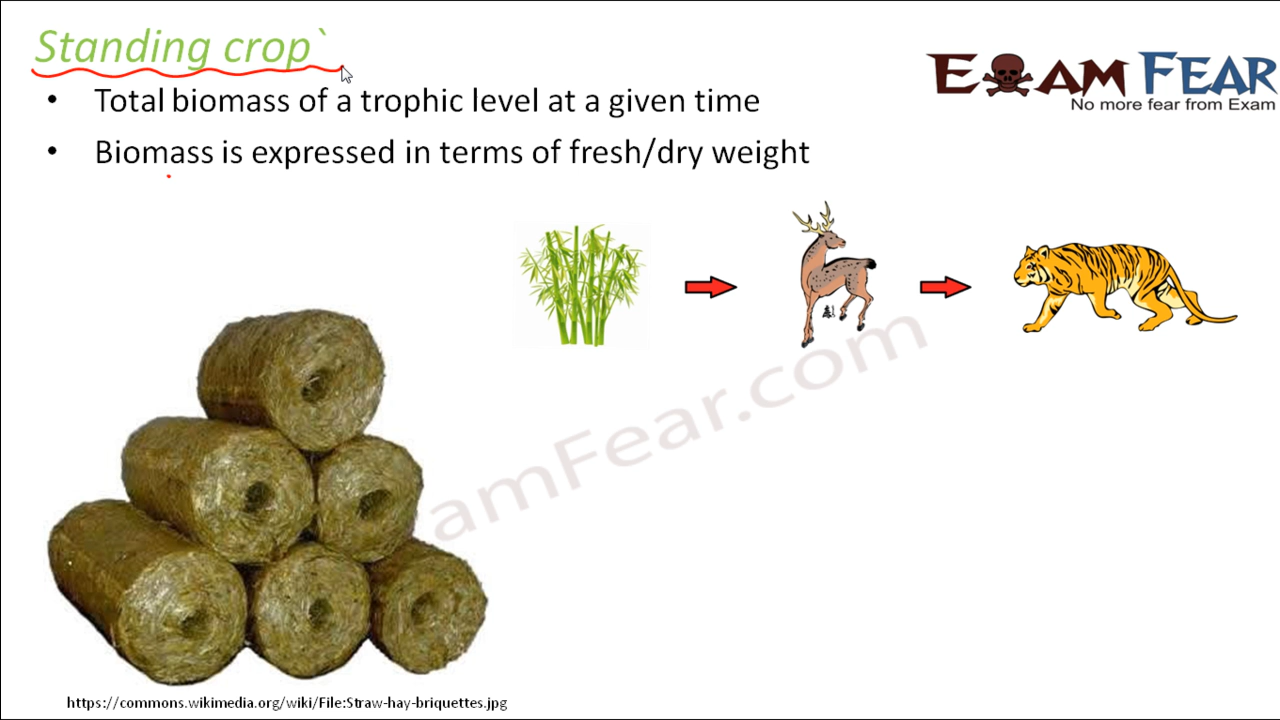 Standing crop`
EXAM FEAR
No more fear from Exam
• Total biomass of a trophic level at a given time
• Biomass is expressed in terms of fresh/dry weight
amFear.com
https://commons.wikimedia.org/wiki/File:Straw-hay-briquettes.jpg